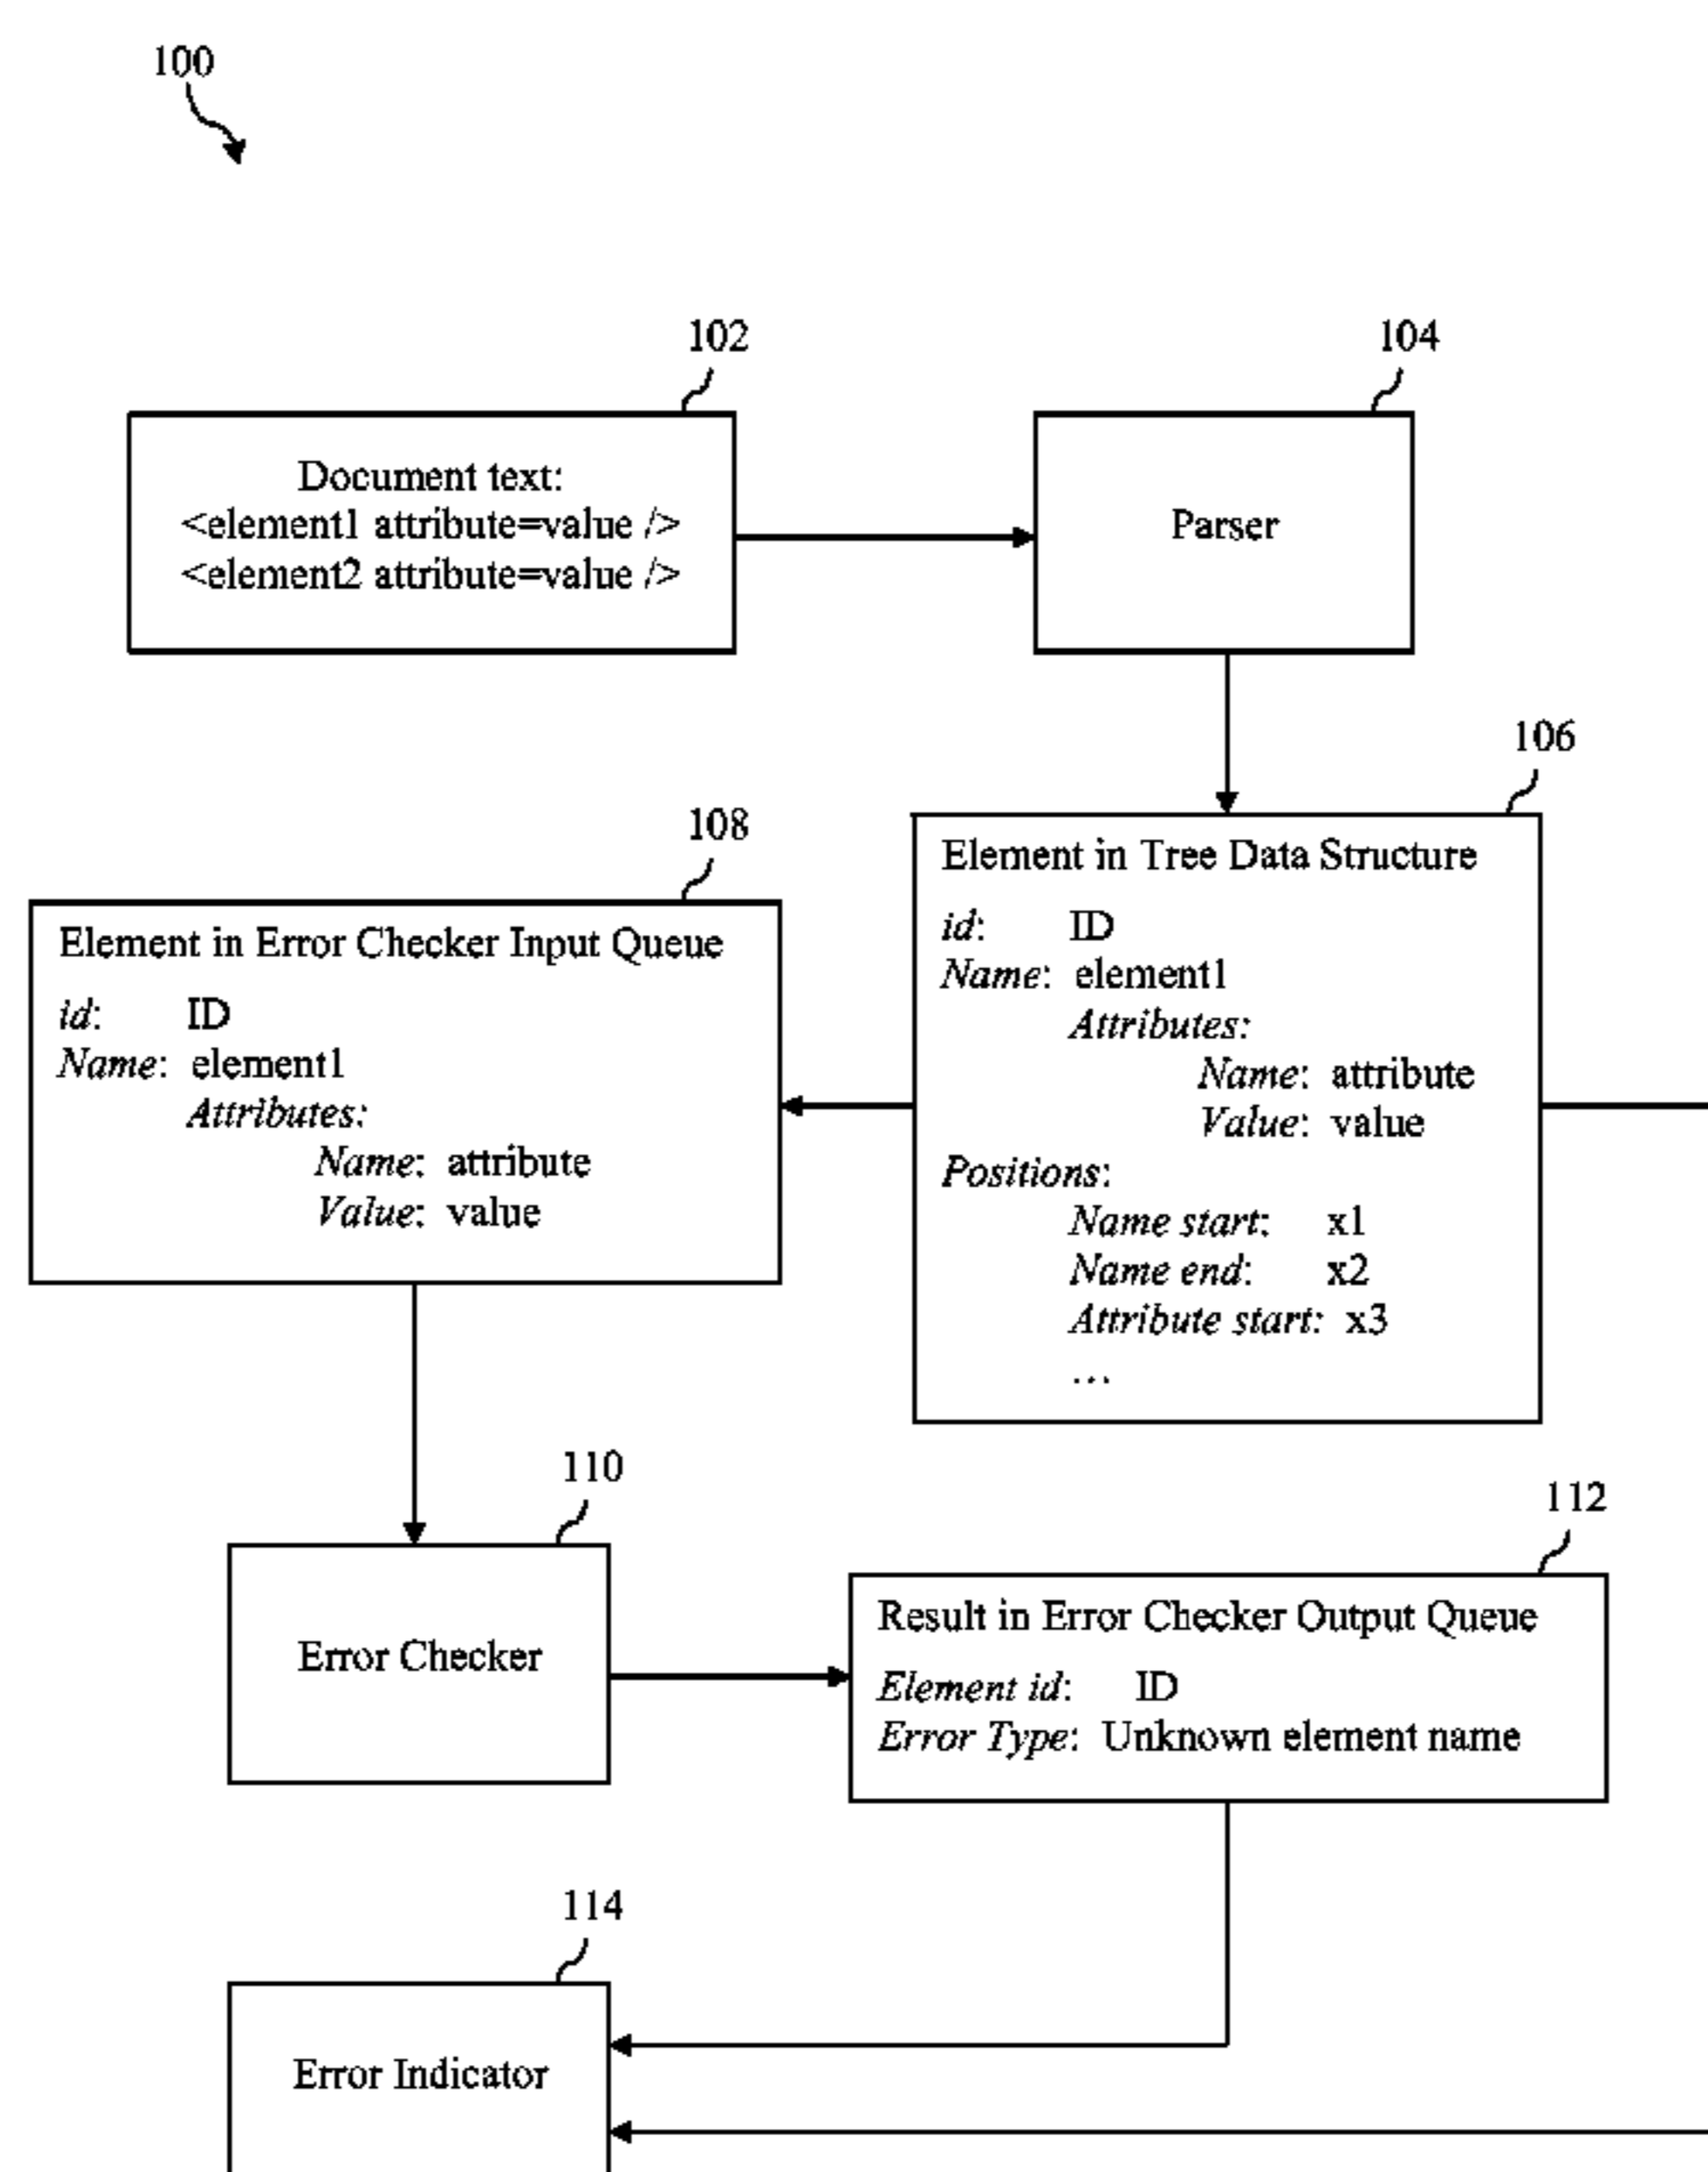 100
102
Document text:
<element1 attribute=value />
<element2 attribute=value />
104
Parser
106
Element in Tree Data Structure
id: ID
Name: element1
Attributes:
Name: attribute
Value: value
Positions:
Name start: x1
Name end: x2
Attribute start: x3
...
108
Element in Error Checker Input Queue
id: ID
Name: element1
Attributes:
Name: attribute
Value: value
110
Error Checker
112
Result in Error Checker Output Queue
Element id: ID
Error Type: Unknown element name
114
Error Indicator